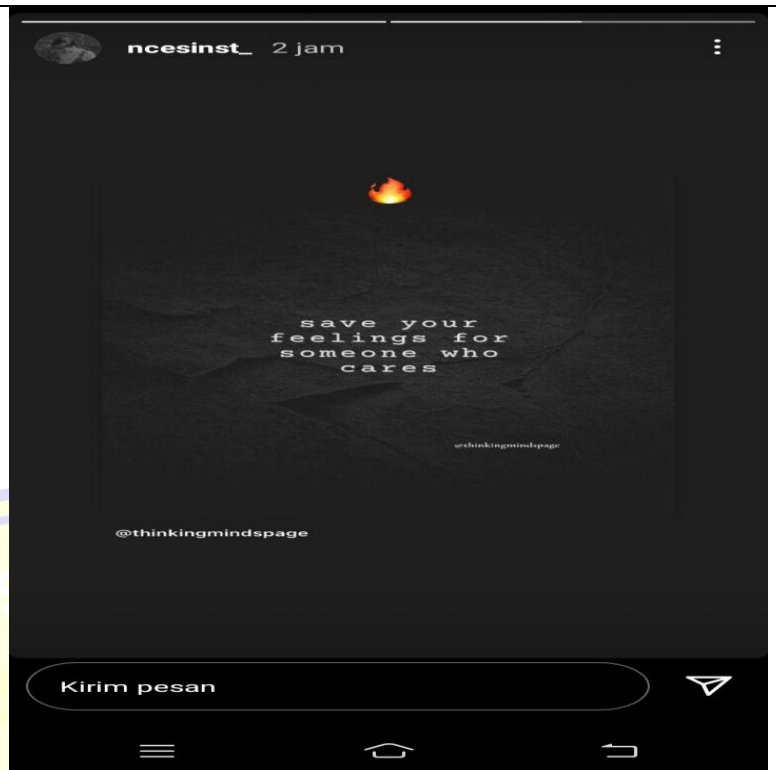 ncesinst_ 2 jam
save your
feelings for
someone who
cares
@thinkingmindspage
@thinkingmindspage
Kirim pesan